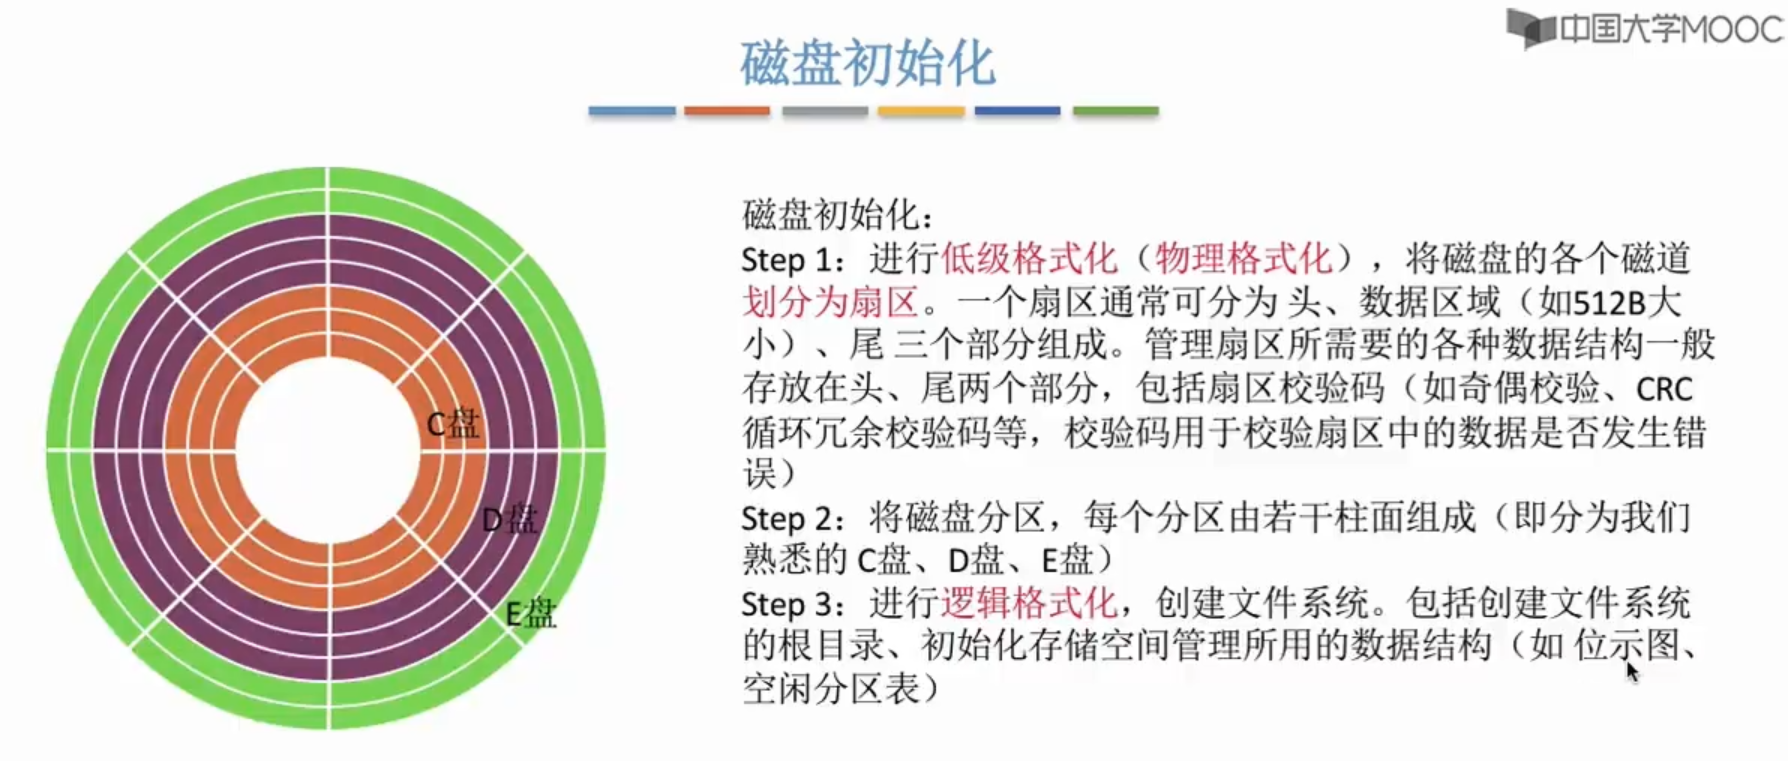 中国大学MOOC
磁盘初始化
磁盘初始化：
Step 1：进行低级格式化（物理格式化），将磁盘的各个磁道
划分为扇区。一个扇区通常可分为 头、数据区域（如512B大
小）、尾 三个部分组成。管理扇区所需要的各种数据结构一般
存放在头、尾两个部分，包括扇区校验码（如奇偶校验、CRC
循环冗余校验码等，校验码用于校验扇区中的数据是否发生错
误）
Step 2：将磁盘分区，每个分区由若干柱面组成（即分为我们
熟悉的 C盘、D盘、E盘）
Step 3：进行逻辑格式化，创建文件系统。包括创建文件系统
的根目录、初始化存储空间管理所用的数据结构（如 位示图、
空闲分区表）
C盘
D盘
E盘